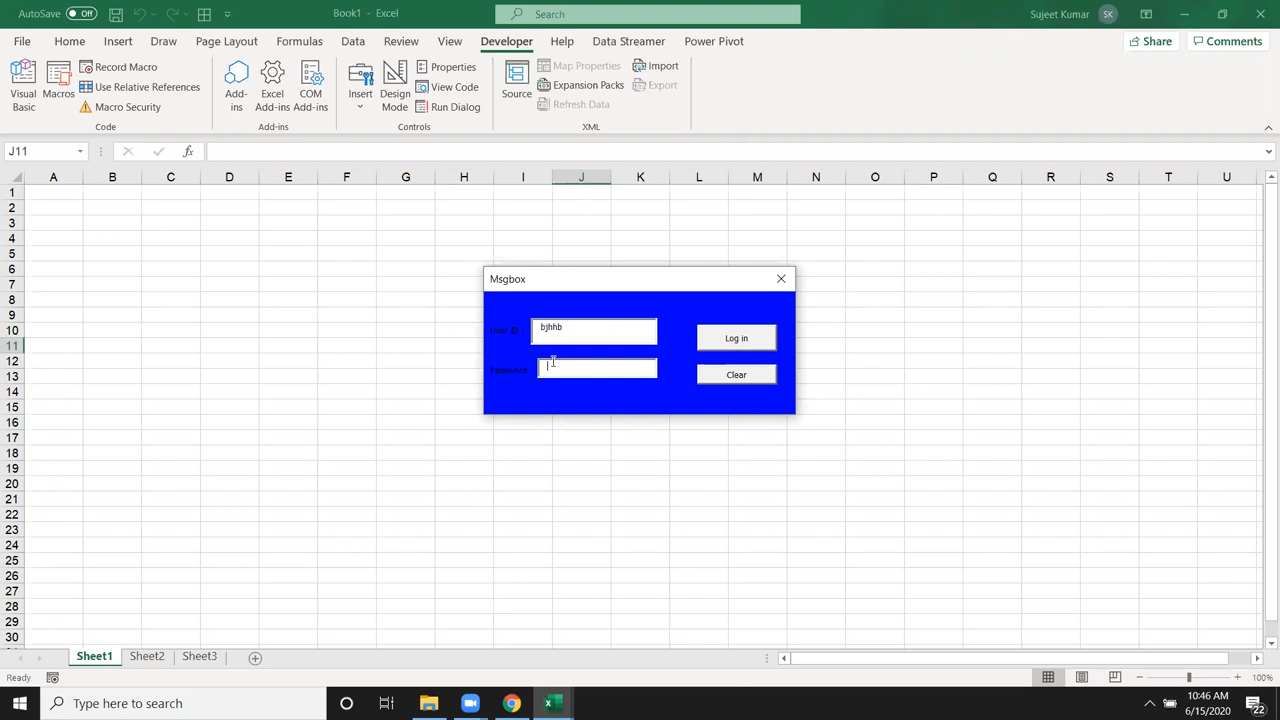 AutoSave Off Book1 - Excel Search Sujeet Kumar SK
File Home Insert Draw Page Layout Formulas Data Review View Developer Help Data Streamer Power Pivot Share Comments
Visual Basic
Macros
Record Macro
Use Relative References
Macro Security
Code
Add-ins
Excel Add-ins
COM Add-ins
Add-ins
Insert
Design Mode
Properties
View Code
Run Dialog
Controls
Source
Map Properties
Expansion Packs
Refresh Data
Import
Export
XML
J11 fx
A B C D E F G H I J K L M N O P Q R S T U
1
2
3
4
5
6
7
8
9
10
11
12
13
14
15
16
17
18
19
20
21
22
23
24
25
26
27
28
29
30
Msgbox
User ID : bjhhb
Log in
Password
Clear
Sheet1 Sheet2 Sheet3
Ready 100%
Type here to search
10:46 AM
6/15/2020
22